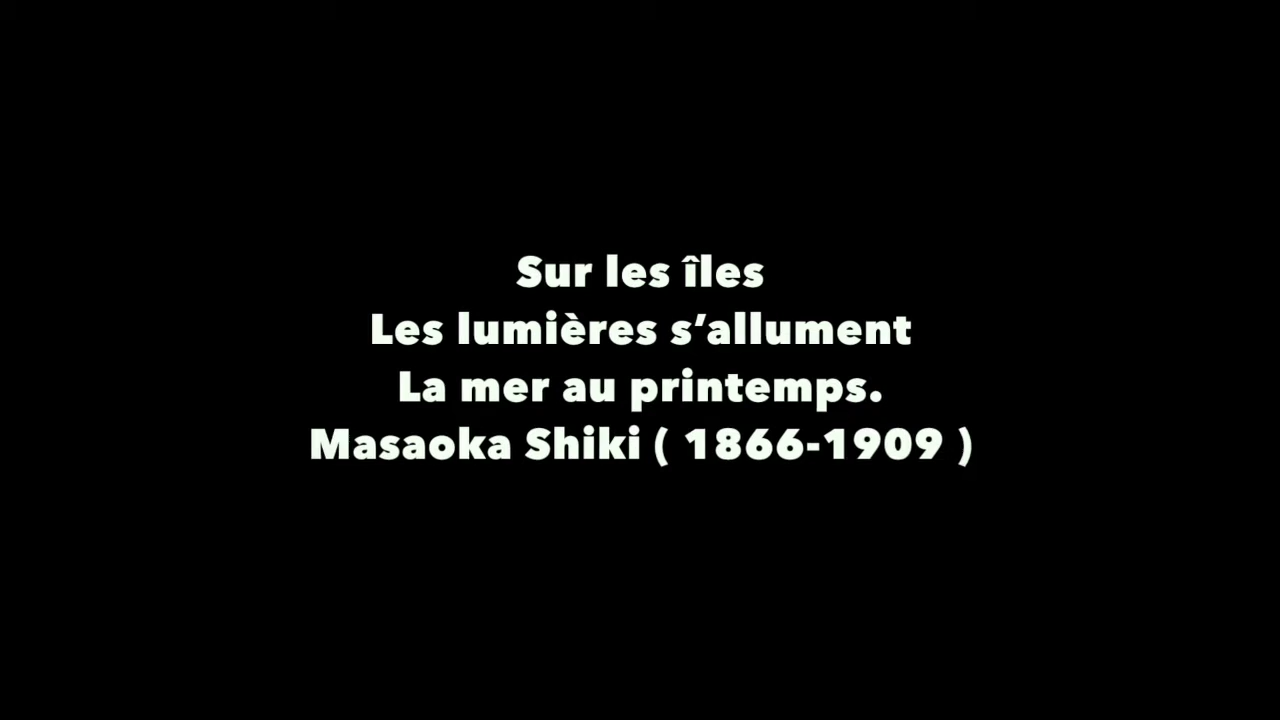 Sur les îles
Les lumières s’allument
La mer au printemps.
Masaoka Shiki ( 1866-1909 )